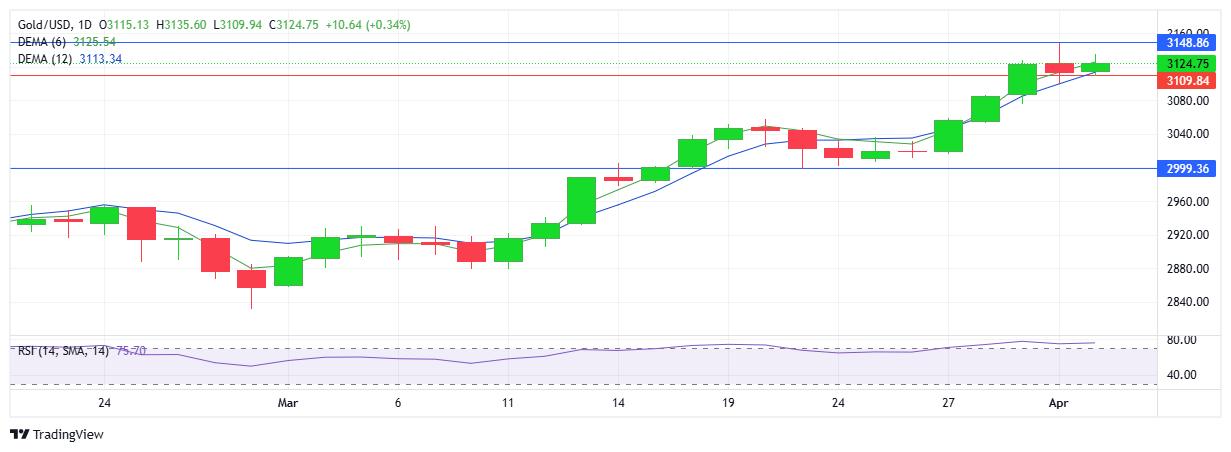 Gold/USD, 1D O3115.13 H3135.60 L3109.94 C3124.75 +10.64 (+0.34%)
DEMA (6) 3125.54
DEMA (12) 3113.34
3160.00
3148.86
3124.75
3109.84
3080.00
3040.00
2999.36
2960.00
2920.00
2880.00
2840.00
RSI (14, SMA, 14) 75.70
80.00
40.00
24 Mar 6 11 14 19 24 27 Apr
TradingView